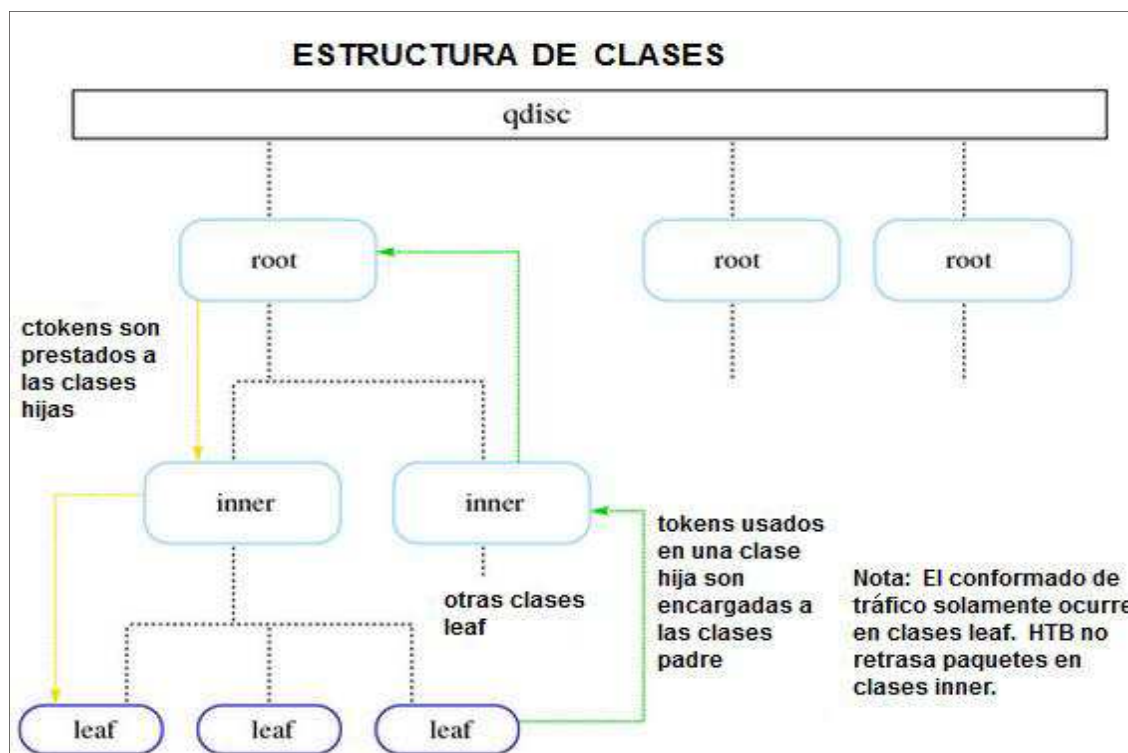 ESTRUCTURA DE CLASES
qdisc
root
root
root
ctokens son
prestados a
las clases
hijas
inner
inner
otras clases
leaf
tokens usados
en una clase
hija son
encargadas a
las clases
padre
Nota: El conformado de
tráfico solamente ocurre
en clases leaf. HTB no
retrasa paquetes en
clases inner.
leaf
leaf
leaf